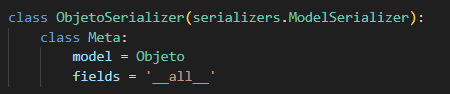 class ObjetoSerializer(serializers.ModelSerializer):
    class Meta:
        model = Objeto
        fields = '__all__'